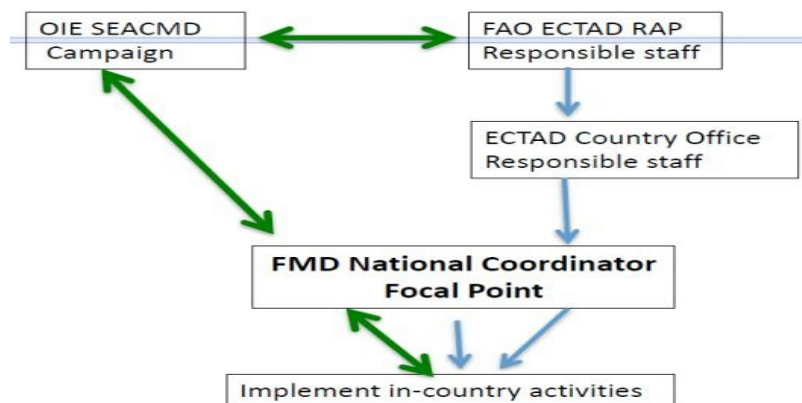 OIE SEACMD
Campaign
FAO ECTAD RAP
Responsible staff
ECTAD Country Office
Responsible staff
FMD National Coordinator
Focal Point
Implement in-country activities